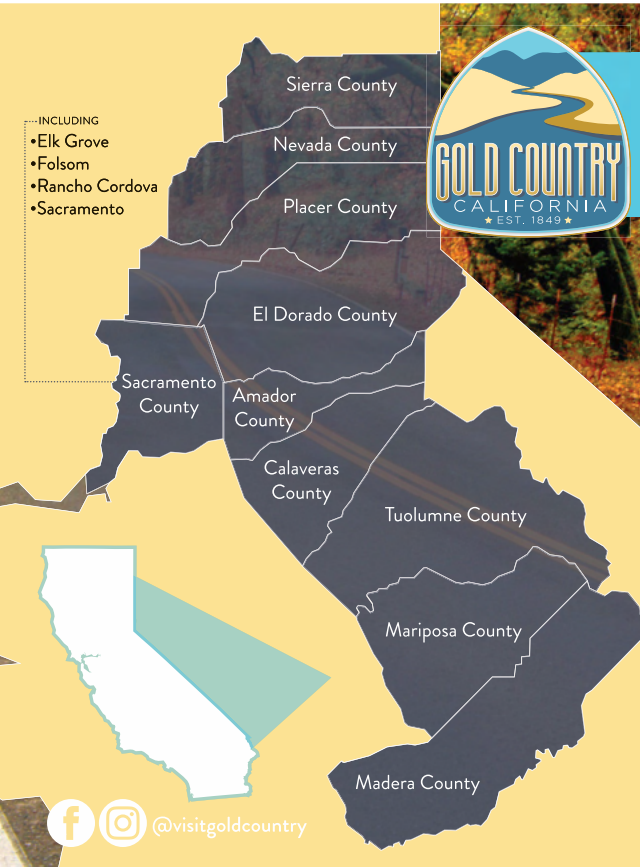 Sierra County
INCLUDING
•Elk Grove
•Folsom
•Rancho Cordova
•Sacramento
Nevada County
Placer County
GOLD COUNTRY
CALIFORNIA
★ EST. 1849 ★
El Dorado County
Sacramento
County
Amador
County
Calaveras
County
Tuolumne County
Mariposa County
Madera County
@visitgoldcountry